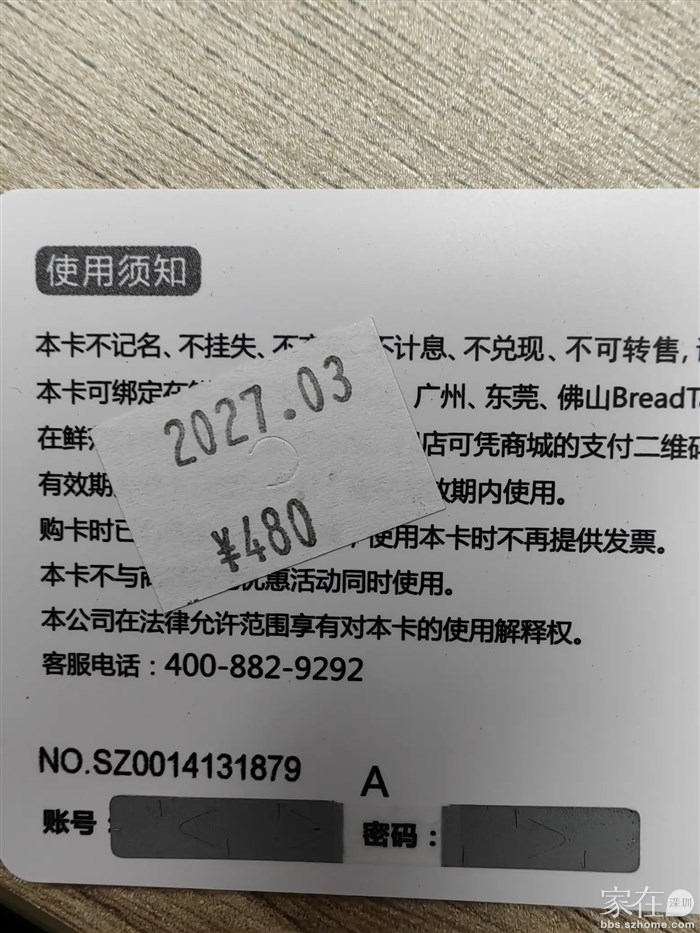 使用须知
本卡不记名、不挂失、不 不计息、不兑现、不可转售,
本卡可绑定在 广州、东莞、佛山BreadT
在鲜 店可凭商城的支付二维码
有效期 效期内使用。
购卡时已 使用本卡时不再提供发票。
本卡不与商 优惠活动同时使用。
本公司在法律允许范围享有对本卡的使用解释权。
客服电话:400-882-9292
2027.03
¥480
NO.SZ0014131879
A
账号:
密码:
家在深圳
bbs.szhome.com